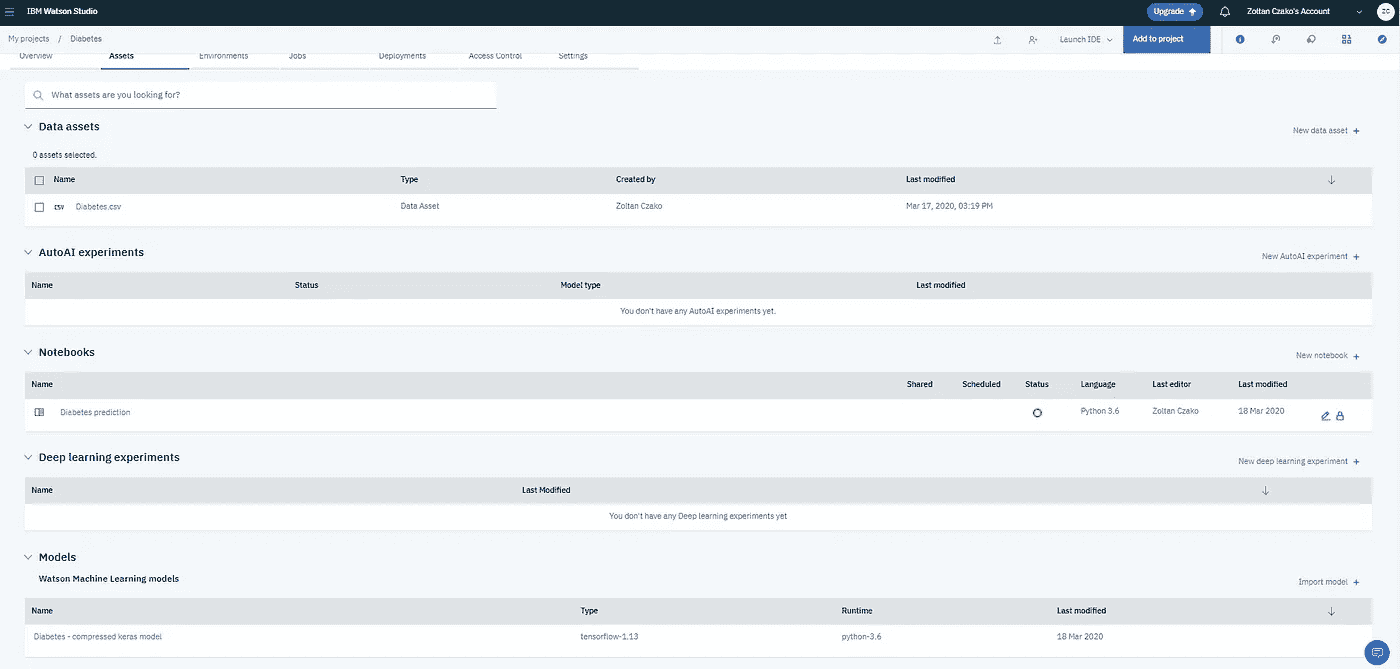 IBM Watson Studio
Upgrade
Zoltan Czako's Account
ZC
My projects / Diabetes
Launch IDE
Add to project
Overview Assets Environments Jobs Deployments Access Control Settings
What assets are you looking for?
Data assets
New data asset +
0 assets selected.
Name Type Created by Last modified
CSV Diabetes.csv Data Asset Zoltan Czako Mar 17, 2020, 03:19 PM
AutoAI experiments
New AutoAI experiment +
Name Status Model type Last modified
You don't have any AutoAI experiments yet.
Notebooks
New notebook +
Name Shared Scheduled Status Language Last editor Last modified
Diabetes prediction Python 3.6 Zoltan Czako 18 Mar 2020
Deep learning experiments
New deep learning experiment +
Name Last Modified
You don't have any Deep learning experiments yet
Models
Watson Machine Learning models
Import model +
Name Type Runtime Last modified
Diabetes - compressed keras model tensorflow-1.13 python-3.6 18 Mar 2020